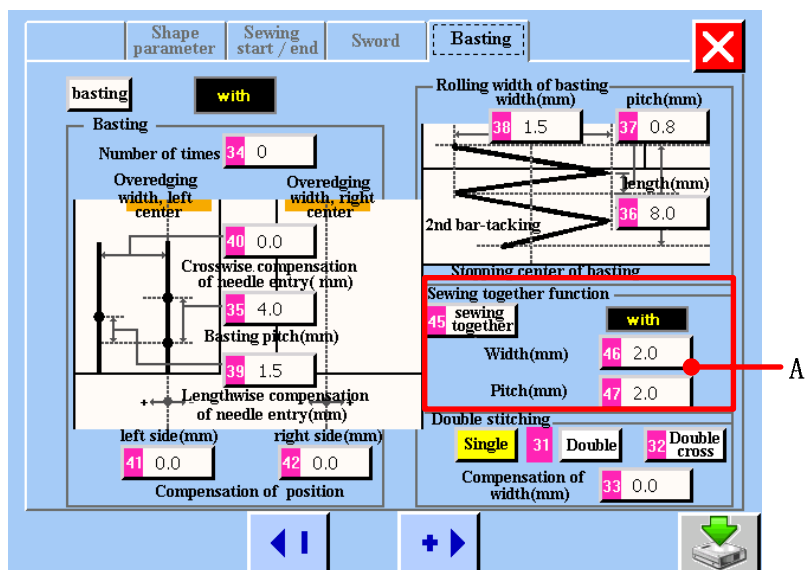 Shape
parameter
Sewing
start / end
Sword
Basting
basting
with
Basting
Number of times 34 0
Overedging
width, left
center
Overedging
width, right
center
40 0.0
Crosswise compensation
of needle entry( mm)
35 4.0
Basting pitch(mm)
39 1.5
Lengthwise compensation
of needle entry(mm)
- +
- +
left side(mm)
right side(mm)
41 0.0
42 0.0
Compensation of position
Rolling width of basting
width(mm)
pitch(mm)
38 1.5
37 0.8
length(mm)
36 8.0
2nd bar-tacking
Stopping center of basting
Sewing together function
45 sewing
together
with
Width(mm) 46 2.0
Pitch(mm) 47 2.0
A
Double stitching
Single
31 Double
32 Double
cross
Compensation of
width(mm)
33 0.0
+